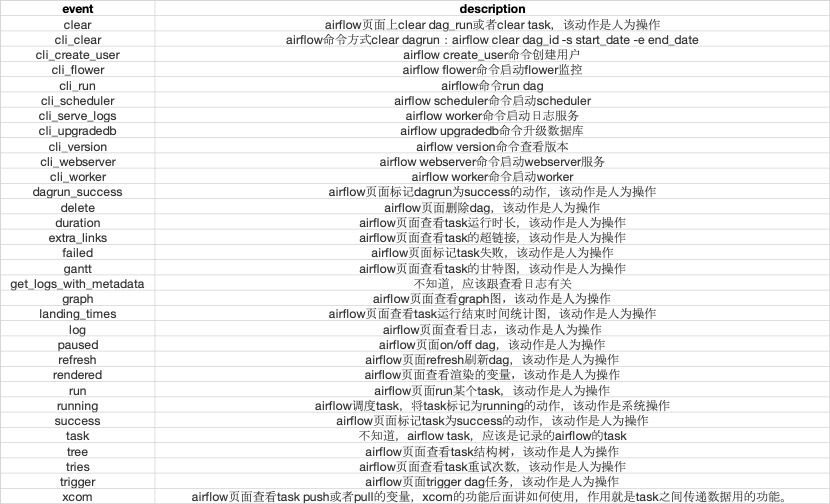 event description
clear airflow页面上clear dag_run或者clear task，该动作是人为操作
cli_clear airflow命令方式clear dagrun：airflow clear dag_id -s start_date -e end_date
cli_create_user airflow create_user命令创建用户
cli_flower airflow flower命令启动flower监控
cli_run airflow命令run dag
cli_scheduler airflow scheduler命令启动scheduler
cli_serve_logs airflow worker命令启动日志服务
cli_upgradedb airflow upgradedb命令升级数据库
cli_version airflow version命令查看版本
cli_webserver airflow webserver命令启动webserver服务
cli_worker airflow worker命令启动worker
dagrun_success airflow页面标记dagrun为success的动作，该动作是人为操作
delete airflow页面删除dag，该动作是人为操作
duration airflow页面查看task运行时长，该动作是人为操作
extra_links airflow页面查看task的超链接，该动作是人为操作
failed airflow页面标记task失败，该动作是人为操作
gantt airflow页面查看task的甘特图，该动作是人为操作
get_logs_with_metadata 不知道，应该跟查看日志有关
graph airflow页面查看graph图，该动作是人为操作
landing_times airflow页面查看task运行结束时间统计图，该动作是人为操作
log airflow页面查看日志，该动作是人为操作
paused airflow页面on/off dag，该动作是人为操作
refresh airflow页面refresh刷新dag，该动作是人为操作
rendered airflow页面查看渲染的变量，该动作是人为操作
run airflow页面run某个task，该动作是人为操作
running airflow调度task，将task标记为running的动作，该动作是系统操作
success airflow页面标记task为success的动作，该动作是人为操作
task 不知道，airflow task，应该是记录的airflow的task
tree airflow页面查看task结构树，该动作是人为操作
tries airflow页面查看task重试次数，该动作是人为操作
trigger airflow页面trigger dag任务，该动作是人为操作
xcom airflow页面查看task push或者pull的变量，xcom的功能后面讲如何使用，作用就是task之间传递数据用的功能。